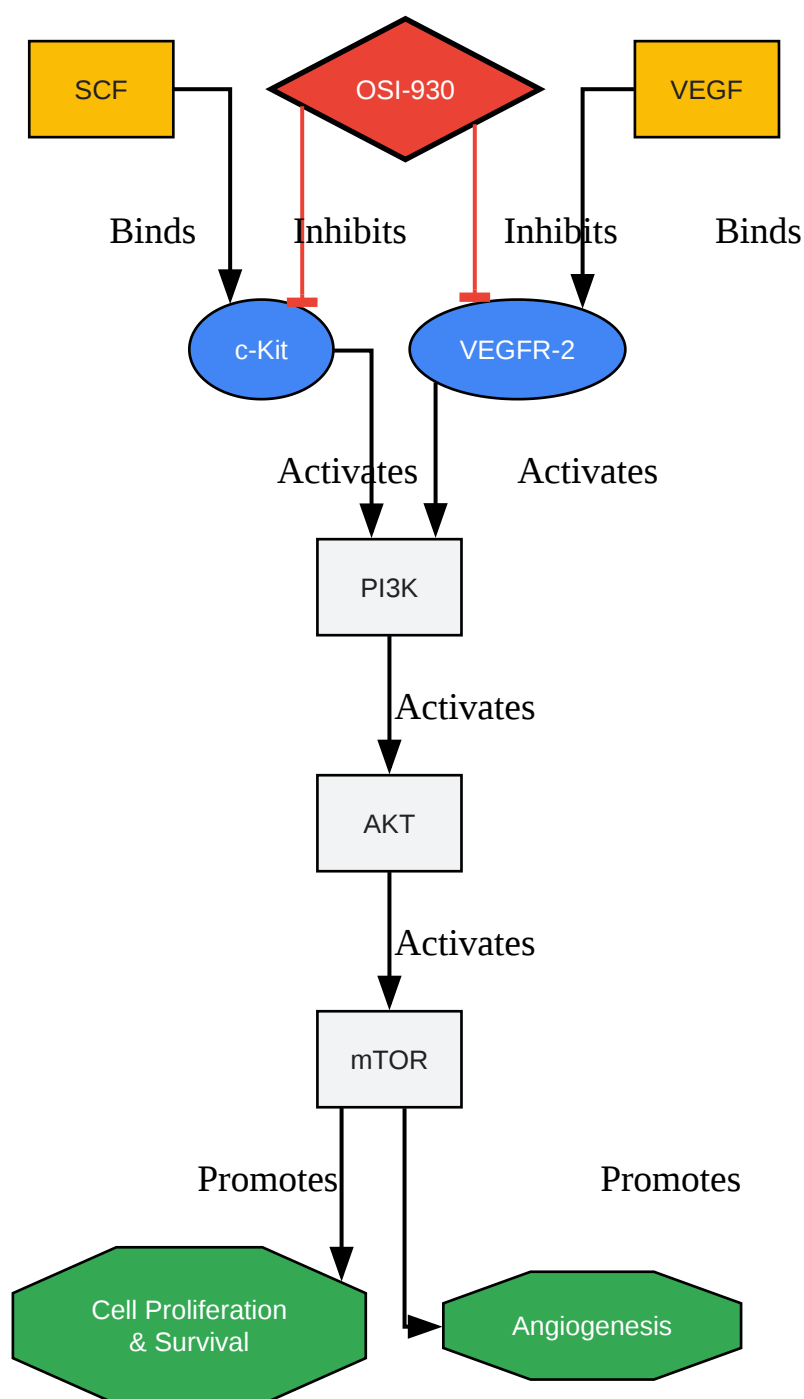 SCF
OSI-930
VEGF
Binds
Inhibits
Inhibits
Binds
c-Kit
VEGFR-2
Activates
Activates
PI3K
Activates
AKT
Activates
mTOR
Promotes
Promotes
Cell Proliferation
& Survival
Angiogenesis